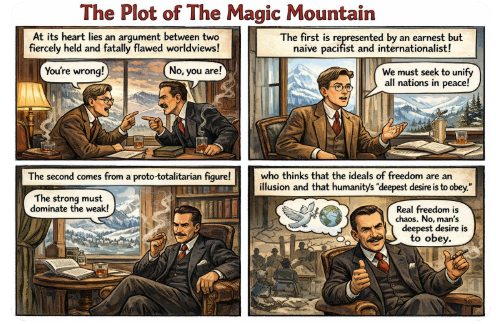 The Plot of The Magic Mountain
At its heart lies an argument between two
fiercely held and fatally flawed worldviews!
You're wrong!
No, you are!
The first is represented by an earnest but
naive pacifist and internationalist!
We must seek to unify
all nations in peace!
The second comes from a proto-totalitarian figure!
The strong must
dominate the weak!
who thinks that the ideals of freedom are an
illusion and that humanity's "deepest desire is to obey."
Real freedom is
chaos. No, man's
deepest desire is
to obey.